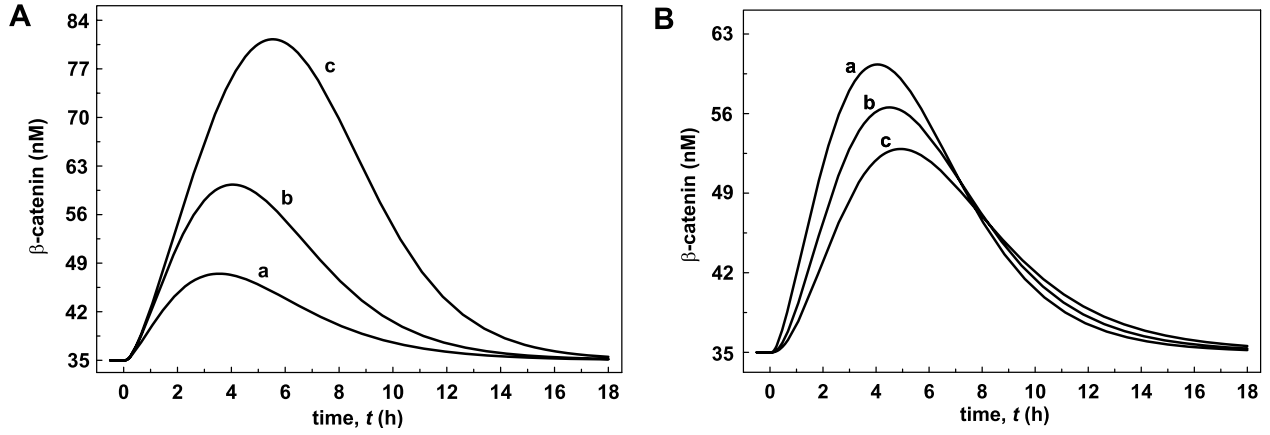 A
84
77
70
63
56
49
42
35
β-catenin (nM)
c
b
a
0 2 4 6 8 10 12 14 16 18
time, t (h)
B
63
56
49
42
35
β-catenin (nM)
a
b
c
0 2 4 6 8 10 12 14 16 18
time, t (h)